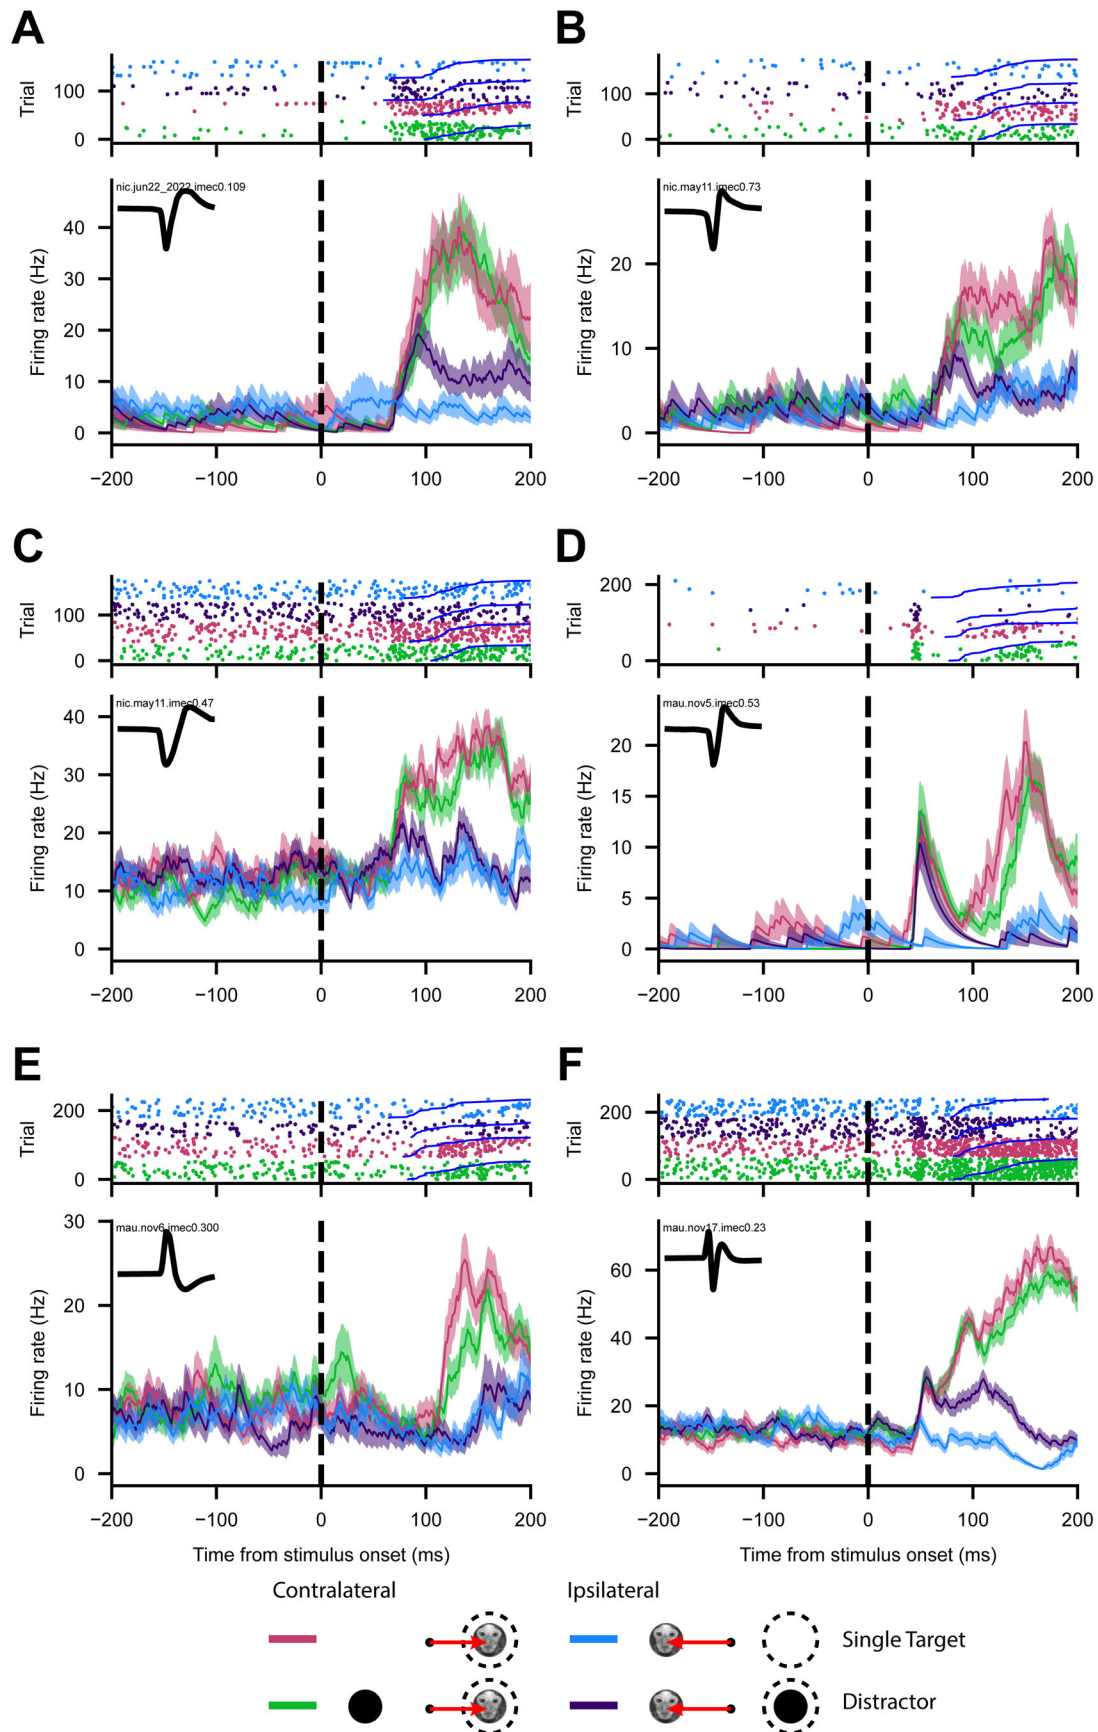 A
B
Trial
100
0
Trial
100
0
nic.jun22_2022.imec0.109
nic.may11.imec0.73
Firing rate (Hz)
40
30
20
10
0
Firing rate (Hz)
20
10
0
−200 −100 0 100 200
−200 −100 0 100 200
C
D
Trial
100
0
Trial
200
0
nic.may11.imec0.47
mau.nov5.imec0.53
Firing rate (Hz)
40
30
20
10
0
Firing rate (Hz)
20
15
10
5
0
−200 −100 0 100 200
−200 −100 0 100 200
E
F
Trial
200
0
Trial
200
0
mau.nov6.imec0.300
mau.nov17.imec0.23
Firing rate (Hz)
30
20
10
0
Firing rate (Hz)
60
40
20
0
−200 −100 0 100 200
−200 −100 0 100 200
Time from stimulus onset (ms)
Time from stimulus onset (ms)
Contralateral
Ipsilateral
Single Target
Distractor